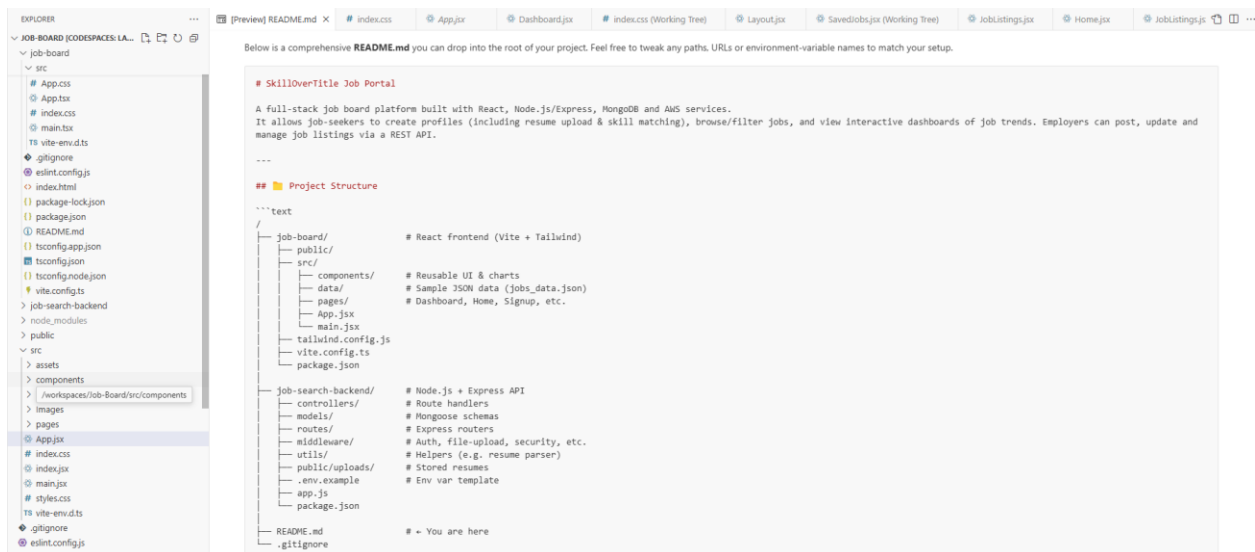 EXPLORER
JOB-BOARD [CODESPACES: LA...
job-board
src
App.css
App.tsx
index.css
main.tsx
TS vite-env.d.ts
.gitignore
eslint.config.js
index.html
package-lock.json
package.json
README.md
tsconfig.app.json
tsconfig.json
tsconfig.node.json
vite.config.ts
job-search-backend
node_modules
public
src
assets
components
/workspaces/Job-Board/src/components
Images
pages
App.jsx
index.css
index.jsx
main.jsx
styles.css
TS vite-env.d.ts
.gitignore
eslint.config.js
[Preview] README.md
# index.css
App.jsx
Dashboard.jsx
# index.css (Working Tree)
Layout.jsx
SavedJobs.jsx (Working Tree)
JobListings.jsx
Home.jsx
JobListings.js
Below is a comprehensive README.md you can drop into the root of your project. Feel free to tweak any paths, URLs or environment-variable names to match your setup.
# SkillOverTitle Job Portal
A full-stack job board platform built with React, Node.js/Express, MongoDB and AWS services.
It allows job-seekers to create profiles (including resume upload & skill matching), browse/filter jobs, and view interactive dashboards of job trends. Employers can post, update and
manage job listings via a REST API.
---
## 📁 Project Structure
```text
/
├── job-board/ # React frontend (Vite + Tailwind)
│ ├── public/
│ ├── src/
│ │ ├── components/ # Reusable UI & charts
│ │ ├── data/ # Sample JSON data (jobs_data.json)
│ │ ├── pages/ # Dashboard, Home, Signup, etc.
│ │ ├── App.jsx
│ │ └── main.jsx
│ ├── tailwind.config.js
│ ├── vite.config.ts
│ └── package.json
│
├── job-search-backend/ # Node.js + Express API
│ ├── controllers/ # Route handlers
│ ├── models/ # Mongoose schemas
│ ├── routes/ # Express routers
│ ├── middleware/ # Auth, file-upload, security, etc.
│ ├── utils/ # Helpers (e.g. resume parser)
│ ├── public/uploads/ # Stored resumes
│ ├── .env.example # Env var template
│ ├── app.js
│ └── package.json
│
├── README.md # ← You are here
└── .gitignore